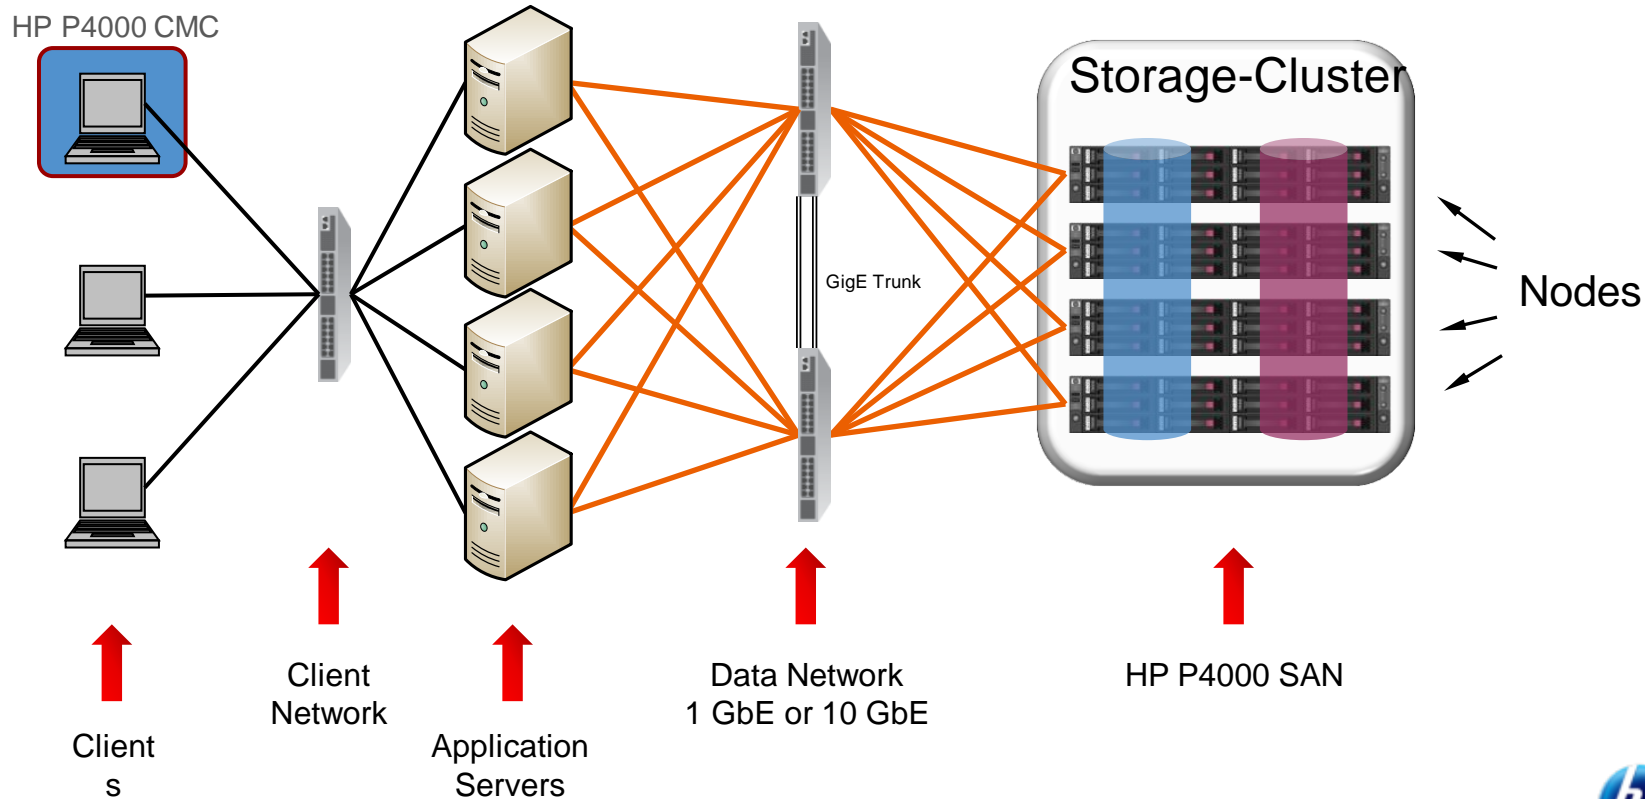 HP P4000 CMC
Storage-Cluster
GigE Trunk
Nodes
Client
Network
Data Network
1 GbE or 10 GbE
HP P4000 SAN
Client
s
Application
Servers